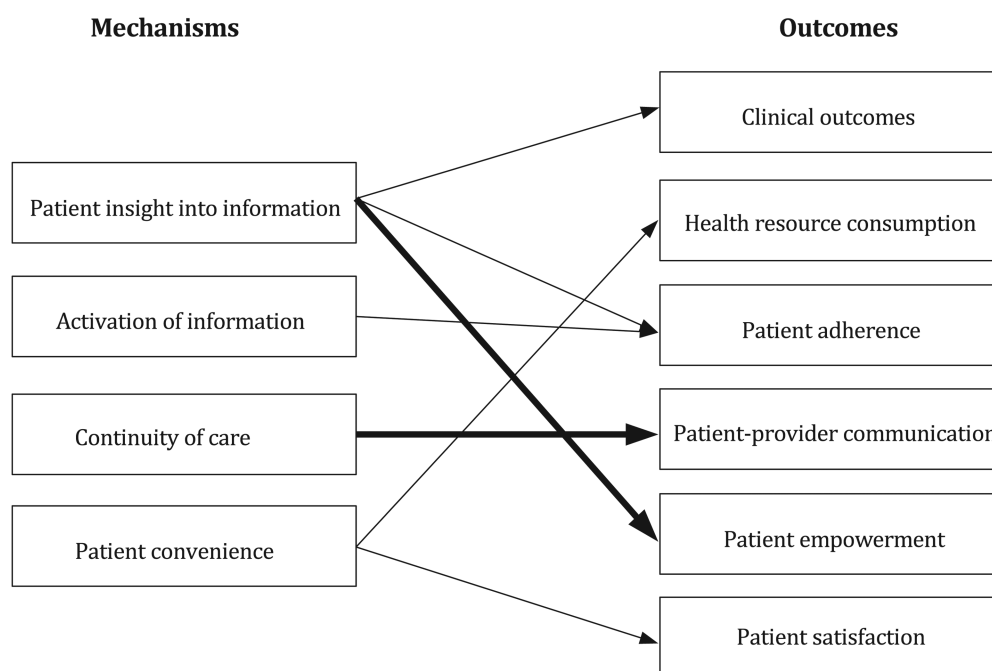 Mechanisms
Outcomes
Clinical outcomes
Patient insight into information
Health resource consumption
Activation of information
Patient adherence
Continuity of care
Patient-provider communication
Patient convenience
Patient empowerment
Patient satisfaction